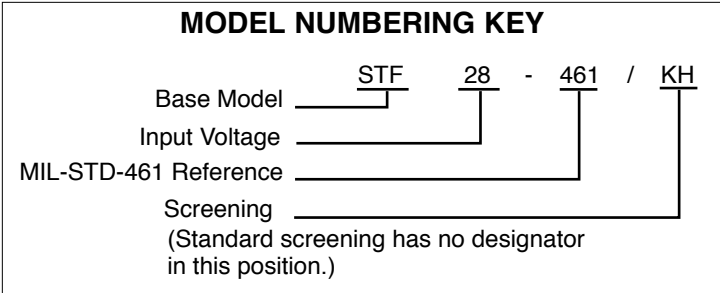 MODEL NUMBERING KEY
STF 28 - 461 / KH
Base Model
Input Voltage
MIL-STD-461 Reference
Screening
(Standard screening has no designator
in this position.)